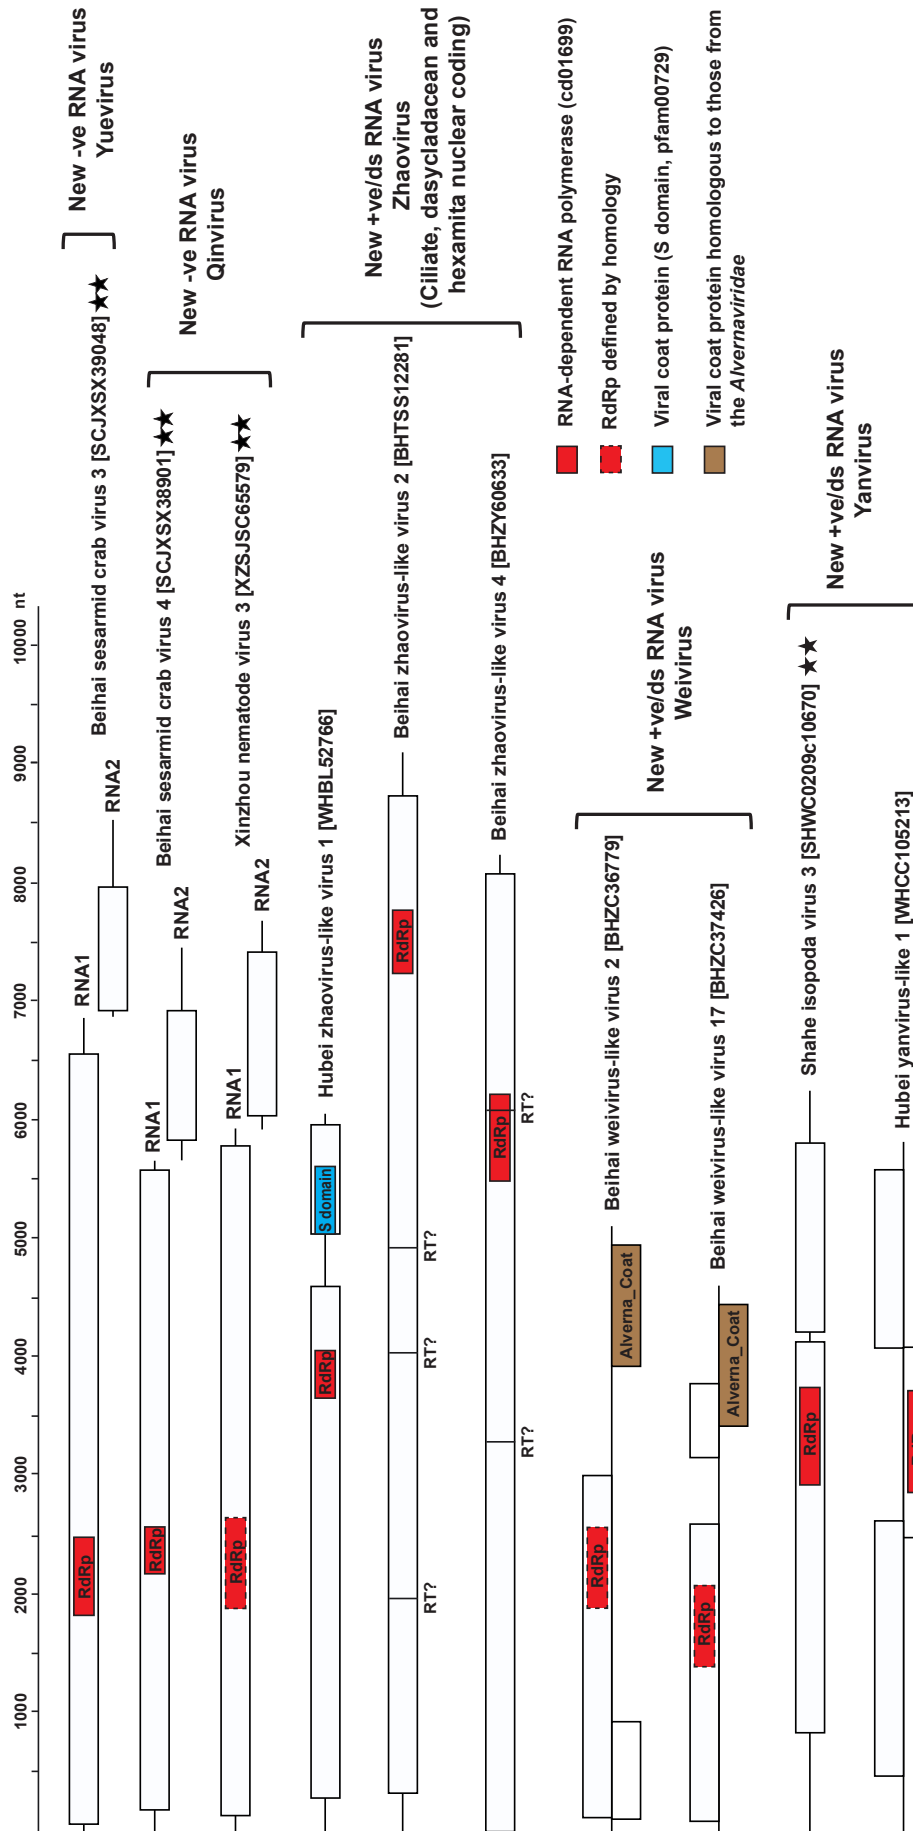 1000 2000 3000 4000 5000 6000 7000 8000 9000 10000 nt
Beihai sesarmid crab virus 3 [SCJXSX39048] ★★
RNA1
RdRp
RNA2
New -ve RNA virus
Yuevirus
Beihai sesarmid crab virus 4 [SCJXSX38901] ★★
RNA1
RdRp
RNA2
Xinzhou nematode virus 3 [XZSJSC65579] ★★
RNA1
RdRp
RNA2
New -ve RNA virus
Qinvirus
Hubei zhaovirus-like virus 1 [WHBL52766]
RdRp
S domain
Beihai zhaovirus-like virus 2 [BHTSS12281]
RdRp
RT? RT? RT?
Beihai zhaovirus-like virus 4 [BHZY60633]
RdRp
RT? RT?
New +ve/ds RNA virus
Zhaovirus
(Ciliate, dasycladacean and
hexamita nuclear coding)
RNA-dependent RNA polymerase (cd01699)
RdRp defined by homology
Viral coat protein (S domain, pfam00729)
Viral coat protein homologous to those from
the Alvernaviridae
Beihai weivirus-like virus 2 [BHZC36779]
RdRp
Alverna_Coat
Beihai weivirus-like virus 17 [BHZC37426]
RdRp
Alverna_Coat
New +ve/ds RNA virus
Weivirus
Shahe isopoda virus 3 [SHWC0209c10670] ★★
RdRp
Hubei yanvirus-like 1 [WHCC105213]
New +ve/ds RNA virus
Yanvirus